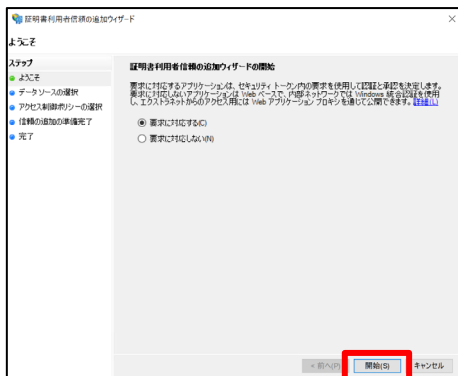 証明書利用者信頼の追加ウィザード
ようこそ
ステップ
ようこそ
データ ソースの選択
アクセス制御ポリシーの選択
信頼の追加の準備完了
完了
証明書利用者信頼の追加ウィザードの開始
要求に対応するアプリケーションは、セキュリティ トークン内の要求を使用して認証と承認を決定します。
要求に対応しないアプリケーションは Web ベースで、内部ネットワークでは Windows 統合認証を使用
し、エクストラネットからのアクセス用には Web アプリケーション プロキシを通じて公開できます。詳細(L)
要求に対応する(C)
要求に対応しない(N)
< 前へ(P)
開始(S)
キャンセル